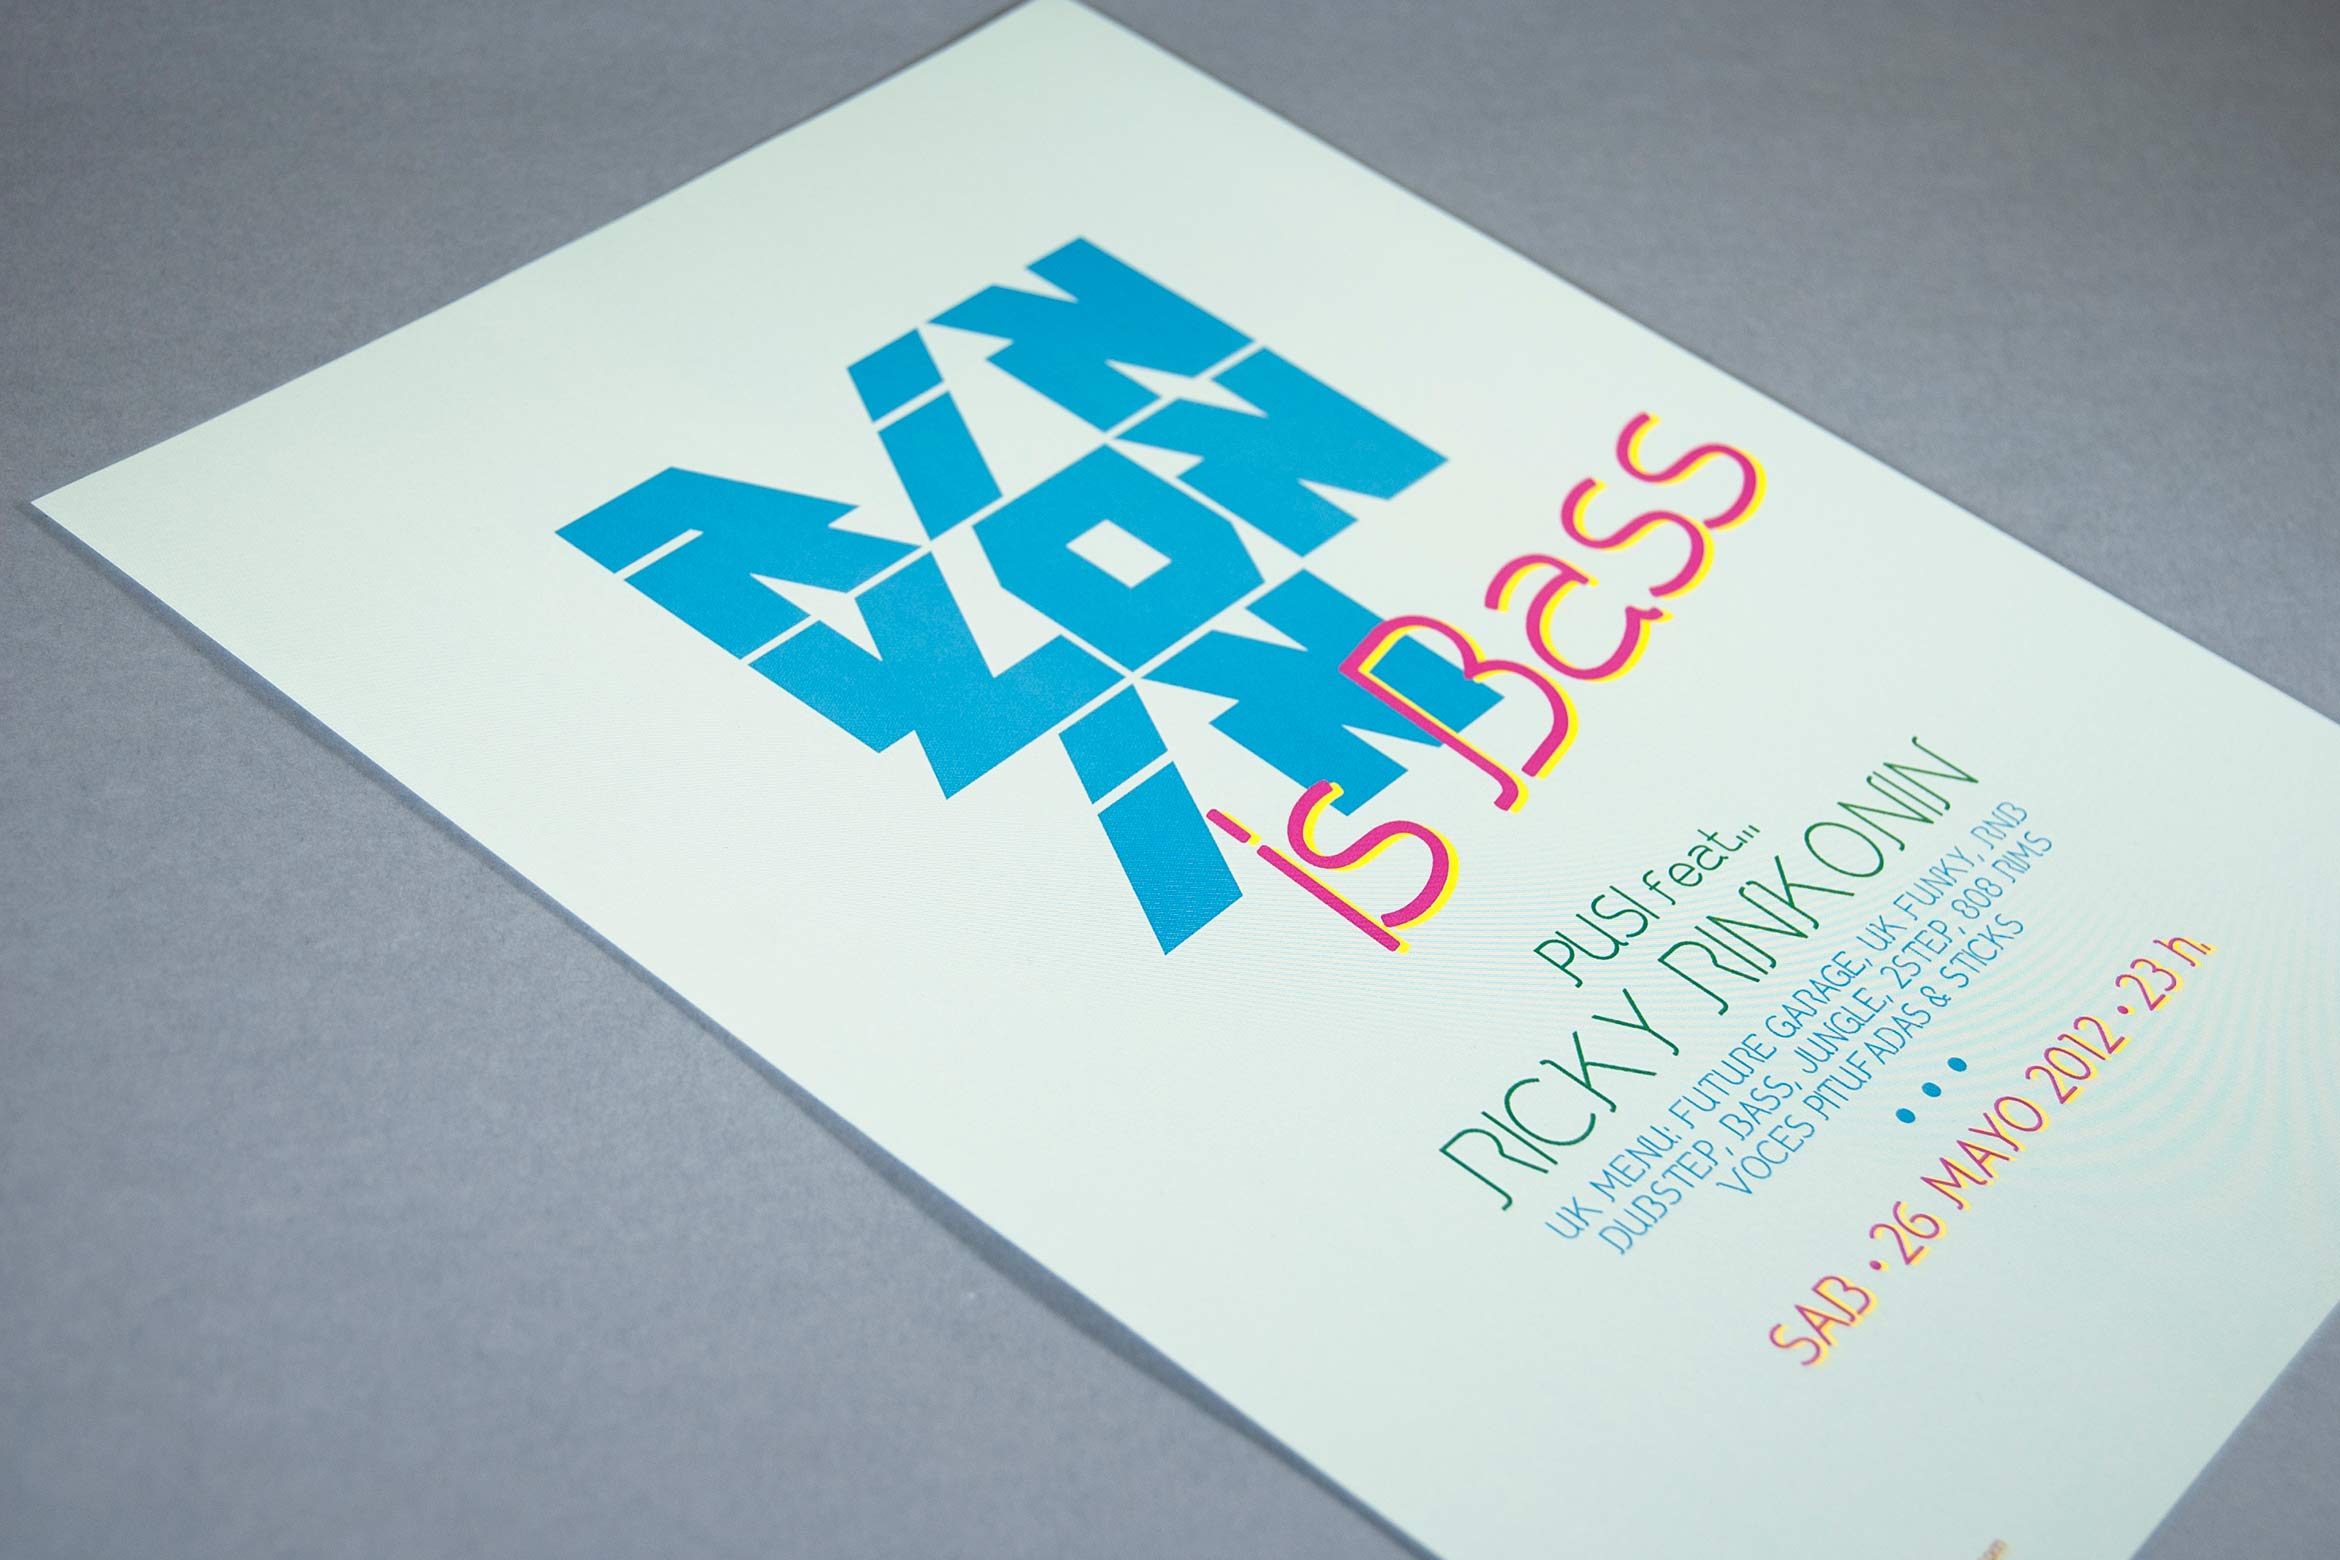 RIN
KON
IN
is Bass
PUSI feat....
RICKY RINKONIN
UK MENU: FUTURE GARAGE, UK FUNKY, RNB
DUBSTEP, BASS, JUNGLE, 2STEP, 808 RIMS
VOCES PITUFADAS & STICKS
• • •
SAB • 26 MAYO 2012 • 23 h.